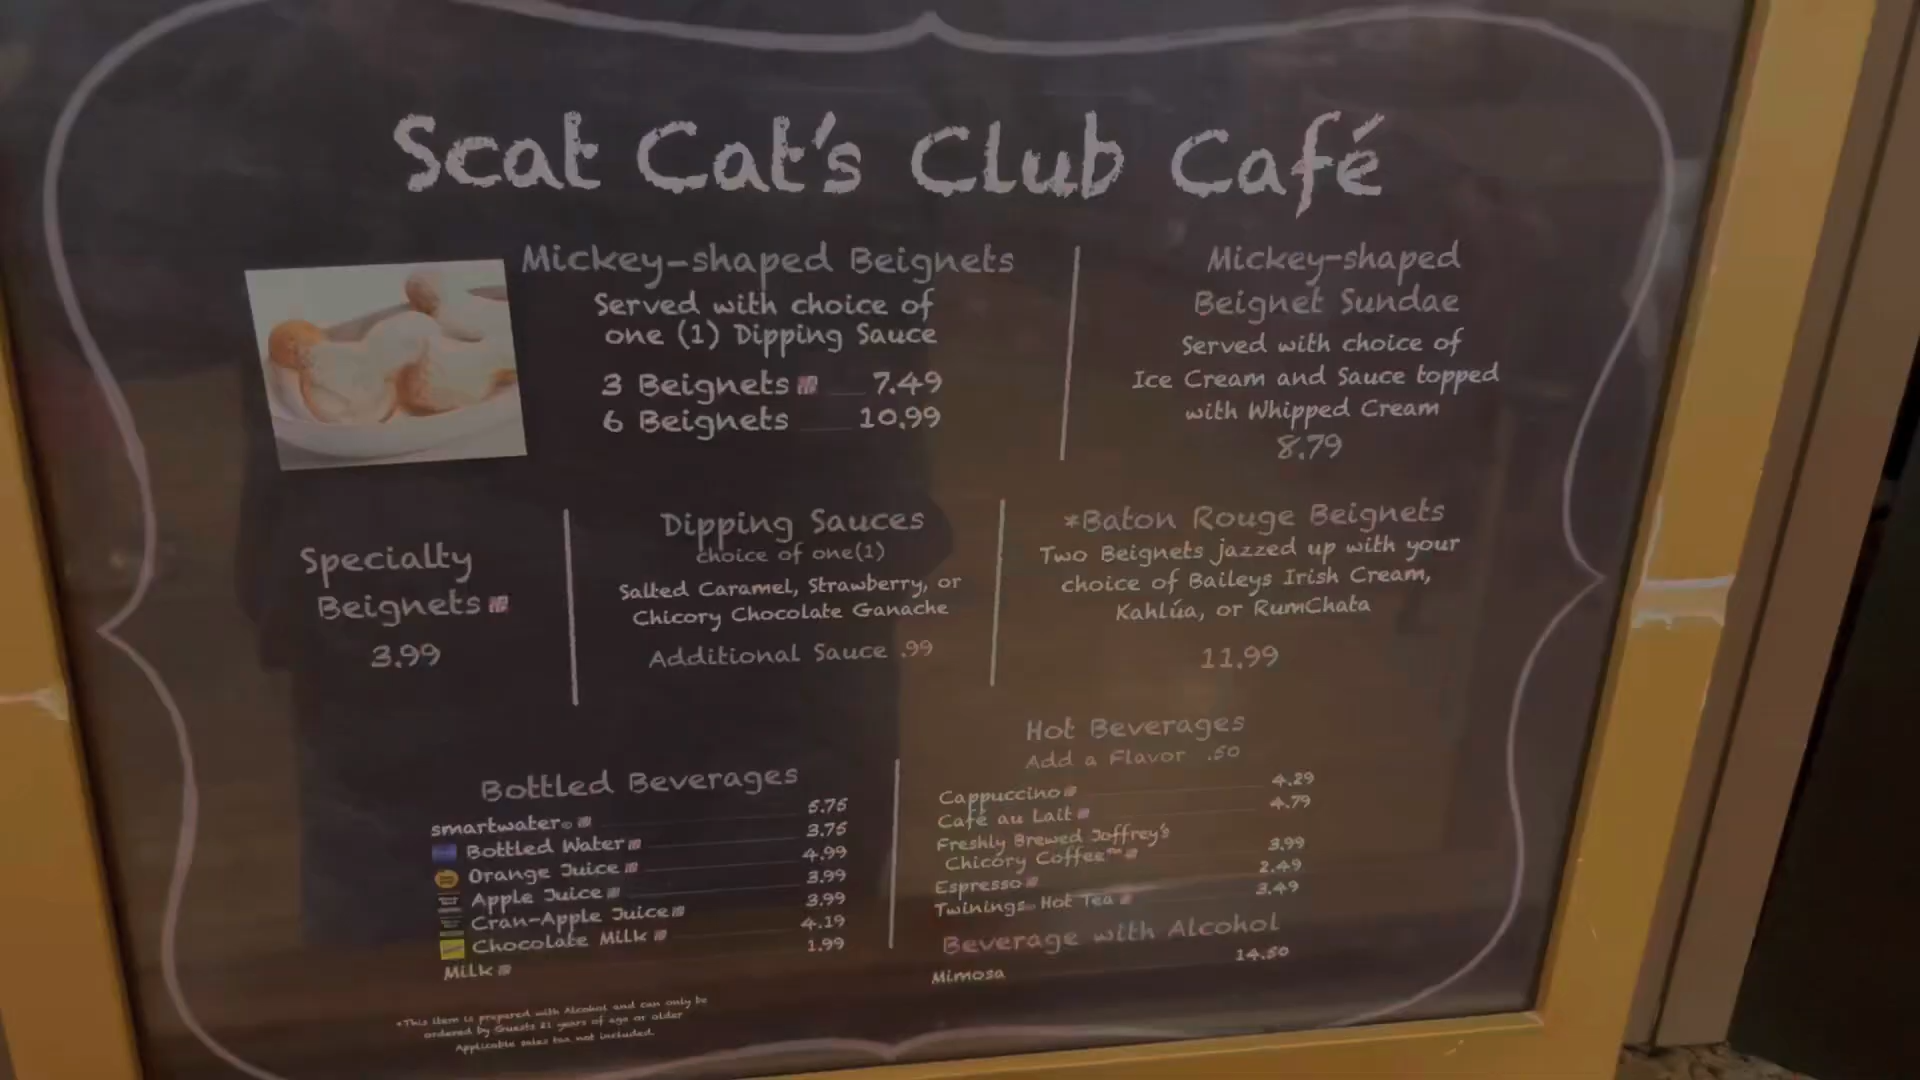 Scat Cat's Club Café
Mickey-shaped Beignets
Served with choice of
one (1) Dipping Sauce
3 Beignets 7.49
6 Beignets 10.99
Mickey-shaped
Beignet Sundae
Served with choice of
Ice Cream and Sauce topped
with Whipped Cream
8.79
Specialty
Beignets
3.99
Dipping Sauces
choice of one(1)
Salted Caramel, Strawberry, or
Chicory Chocolate Ganache
Additional Sauce .99
*Baton Rouge Beignets
Two Beignets jazzed up with your
choice of Baileys Irish Cream,
Kahlúa, or RumChata
11.99
Bottled Beverages
smartwater® 5.75
Bottled Water 3.75
Orange Juice 4.99
Apple Juice 3.99
Cran-Apple Juice 3.99
Chocolate Milk 4.19
Milk 1.99
*This item is prepared with Alcohol and can only be
ordered by Guests 21 years of age or older
Applicable sales tax not included.
Hot Beverages
Add a Flavor .50
Cappuccino 4.29
Café au Lait 4.79
Freshly Brewed Joffrey's
Chicory Coffee™ 3.99
Espresso 2.49
Twinings® Hot Tea 3.49
Beverage with Alcohol
Mimosa 14.50